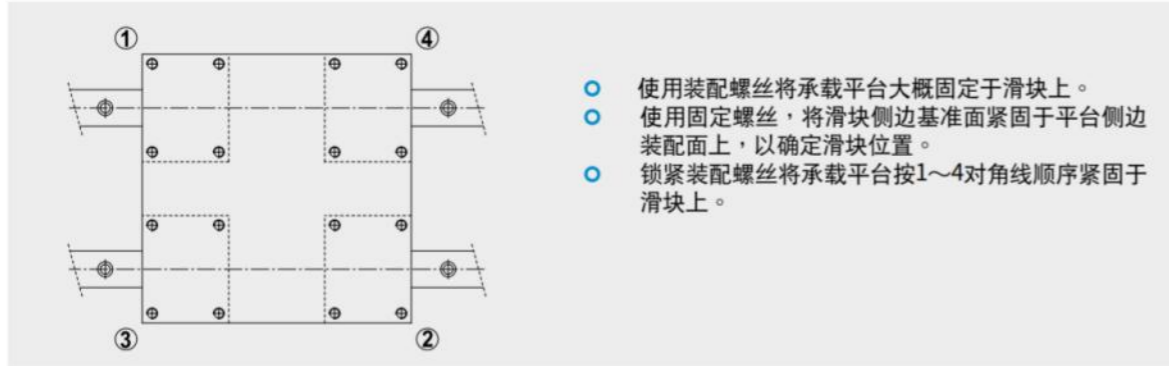 ① ④
使用装配螺丝将承载平台大概固定于滑块上。
使用固定螺丝，将滑块侧边基准面紧固于平台侧边
装配面上，以确定滑块位置。
锁紧装配螺丝将承载平台按1～4对角线顺序紧固于
滑块上。
③ ②